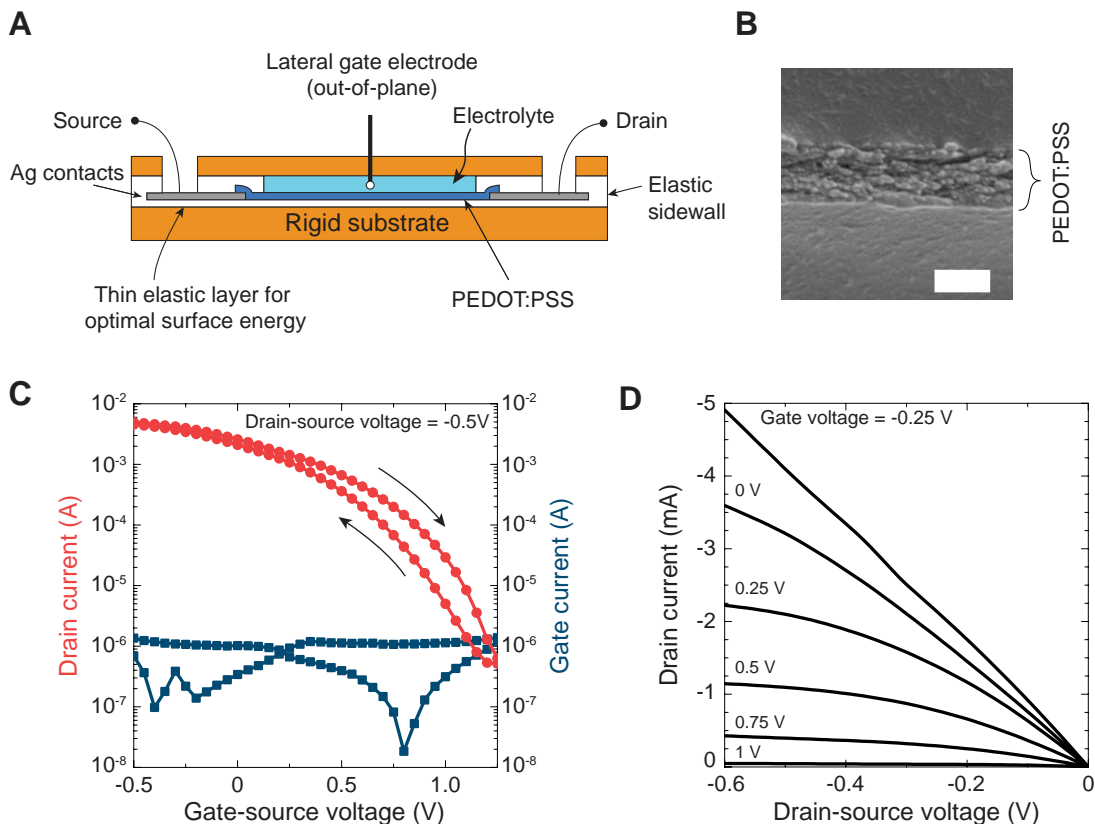 A
Lateral gate electrode
(out-of-plane)
Source
Electrolyte
Drain
Ag contacts
Elastic
sidewall
Rigid substrate
Thin elastic layer for
optimal surface energy
PEDOT:PSS
B
PEDOT:PSS
C
Drain-source voltage = -0.5V
10⁻²
10⁻³
10⁻⁴
10⁻⁵
10⁻⁶
10⁻⁷
10⁻⁸
Drain current (A)
10⁻²
10⁻³
10⁻⁴
10⁻⁵
10⁻⁶
10⁻⁷
10⁻⁸
Gate current (A)
-0.5 0 0.5 1.0
Gate-source voltage (V)
D
Gate voltage = -0.25 V
0 V
0.25 V
0.5 V
0.75 V
1 V
-5
-4
-3
-2
-1
0
Drain current (mA)
-0.6 -0.4 -0.2 0
Drain-source voltage (V)